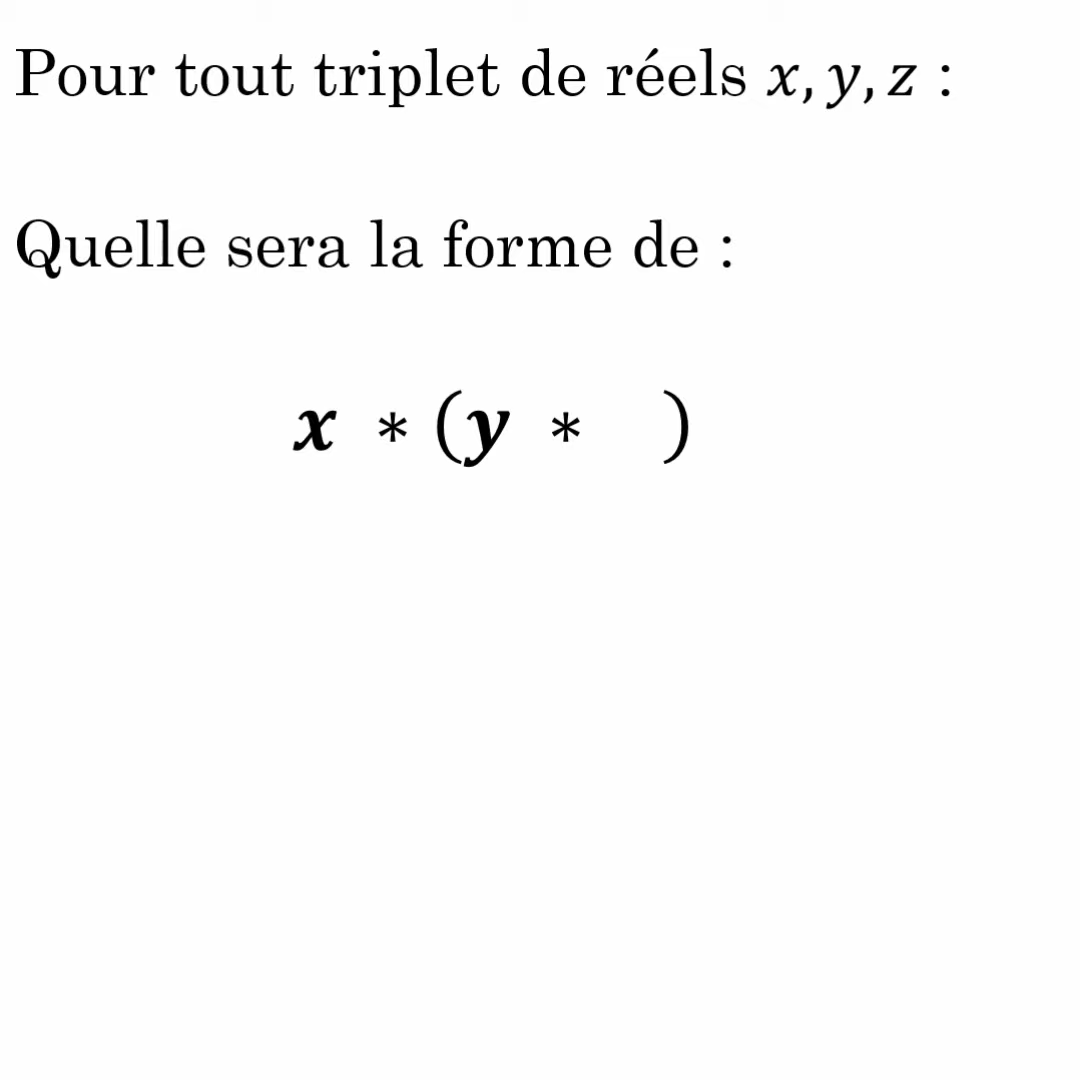 Pour tout triplet de réels x, y, z :
Quelle sera la forme de :
x * (y *   )